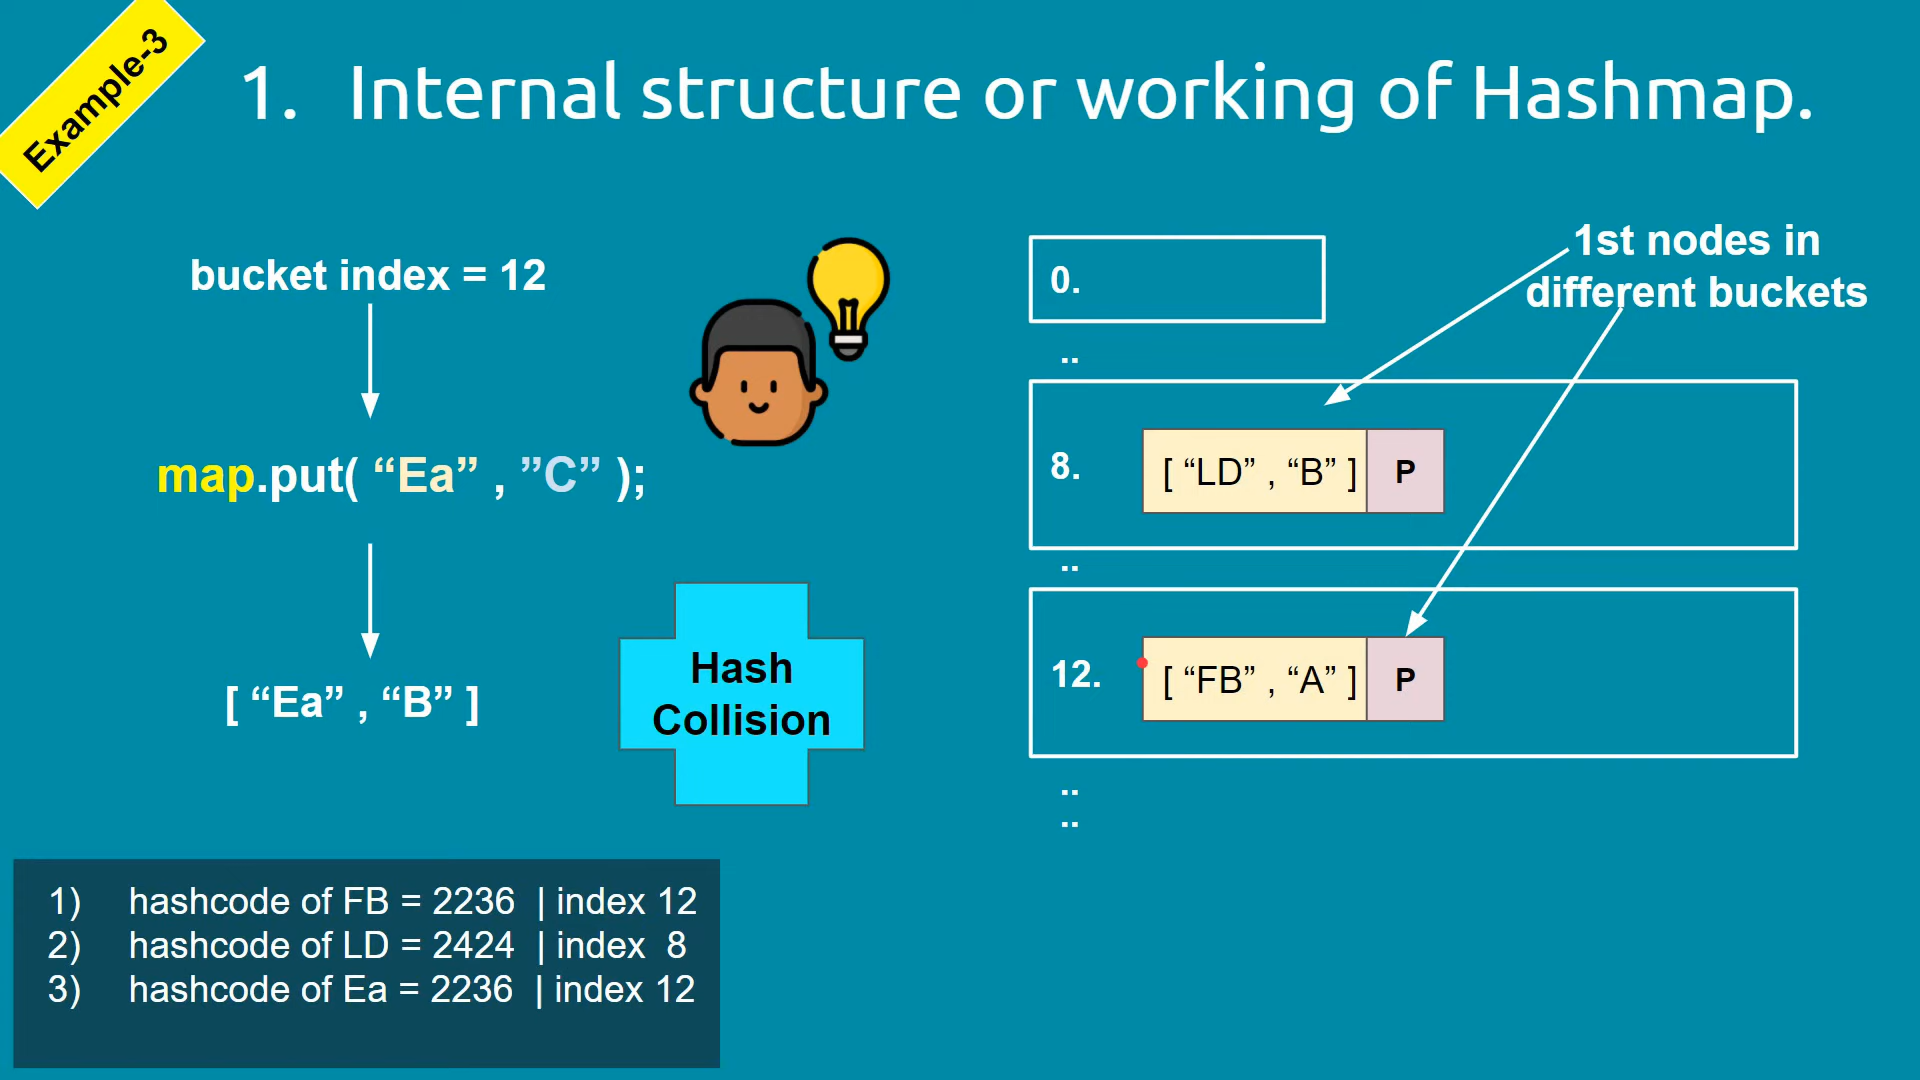 Example-3
1. Internal structure or working of Hashmap.
bucket index = 12
map.put( “Ea” , ”C” );
[ “Ea” , “B” ]
Hash
Collision
1st nodes in
different buckets
0.
..
8. [ “LD” , “B” ] P
..
12. [ “FB” , “A” ] P
..
..
1) hashcode of FB = 2236 | index 12
2) hashcode of LD = 2424 | index 8
3) hashcode of Ea = 2236 | index 12